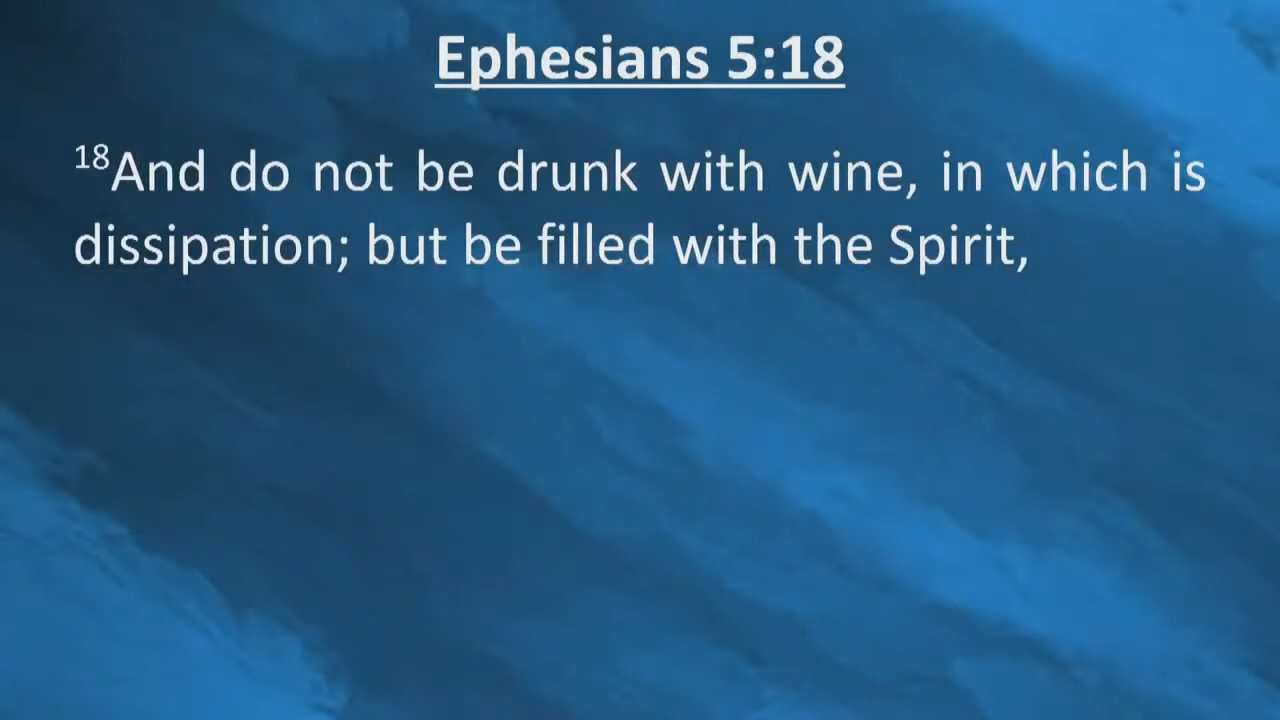 Ephesians 5:18
18And do not be drunk with wine, in which is
dissipation; but be filled with the Spirit,